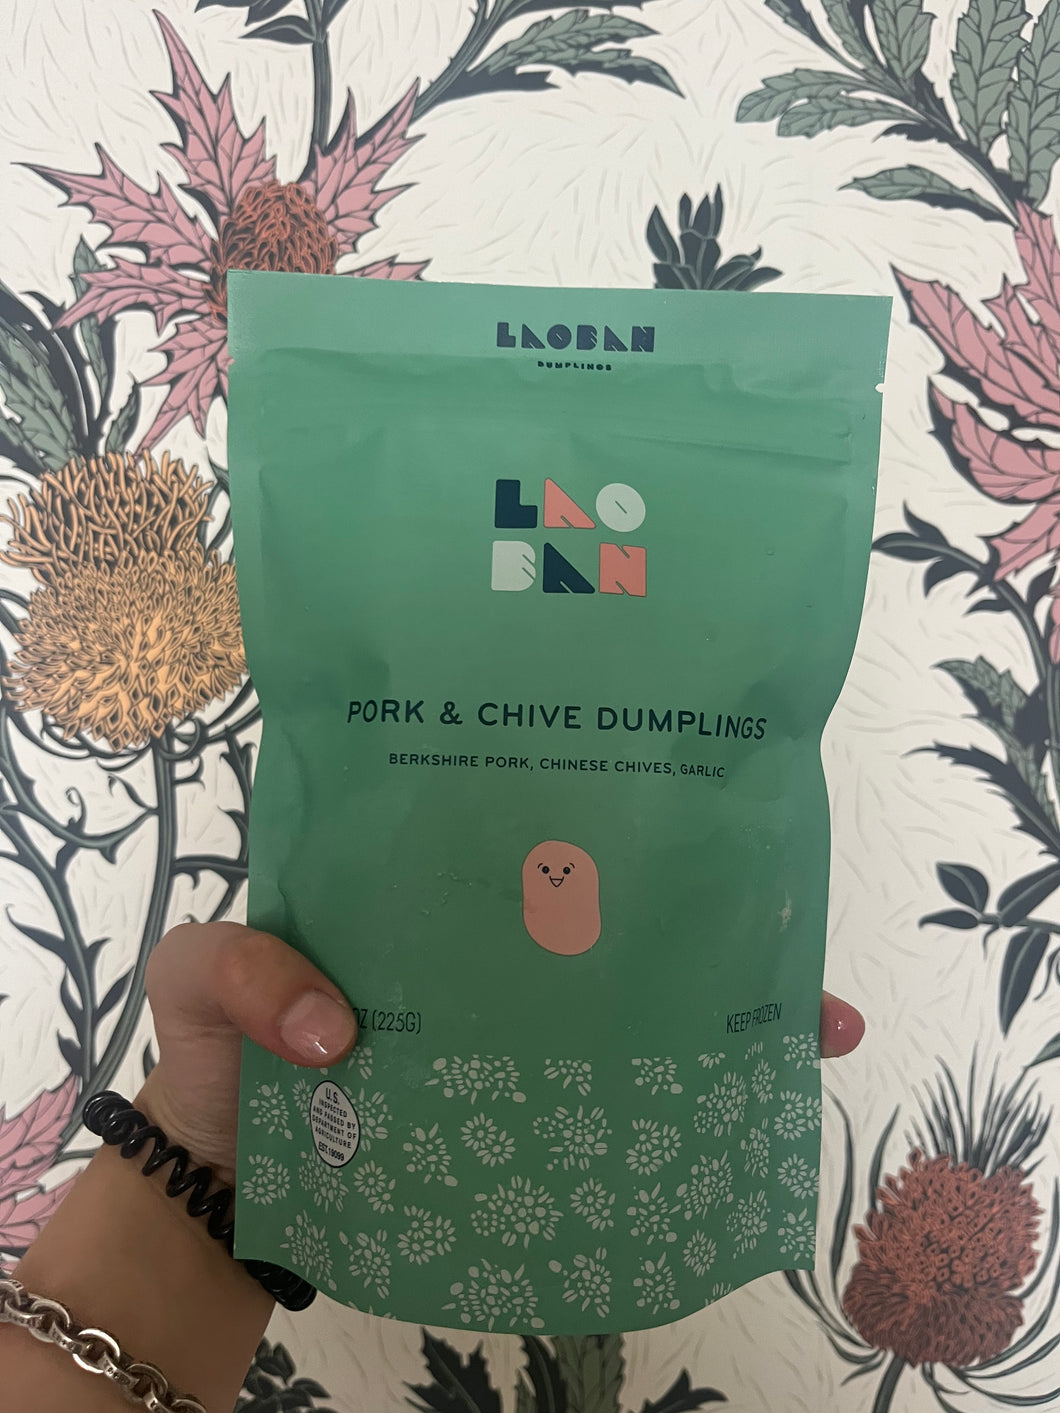 LAOBAN
DUMPLINGS
LAO
BAN
PORK & CHIVE DUMPLINGS
BERKSHIRE PORK, CHINESE CHIVES, GARLIC
OZ (225G)
KEEP FROZEN
U.S.
INSPECTED
AND PASSED BY
DEPARTMENT OF
AGRICULTURE
EST. 19099